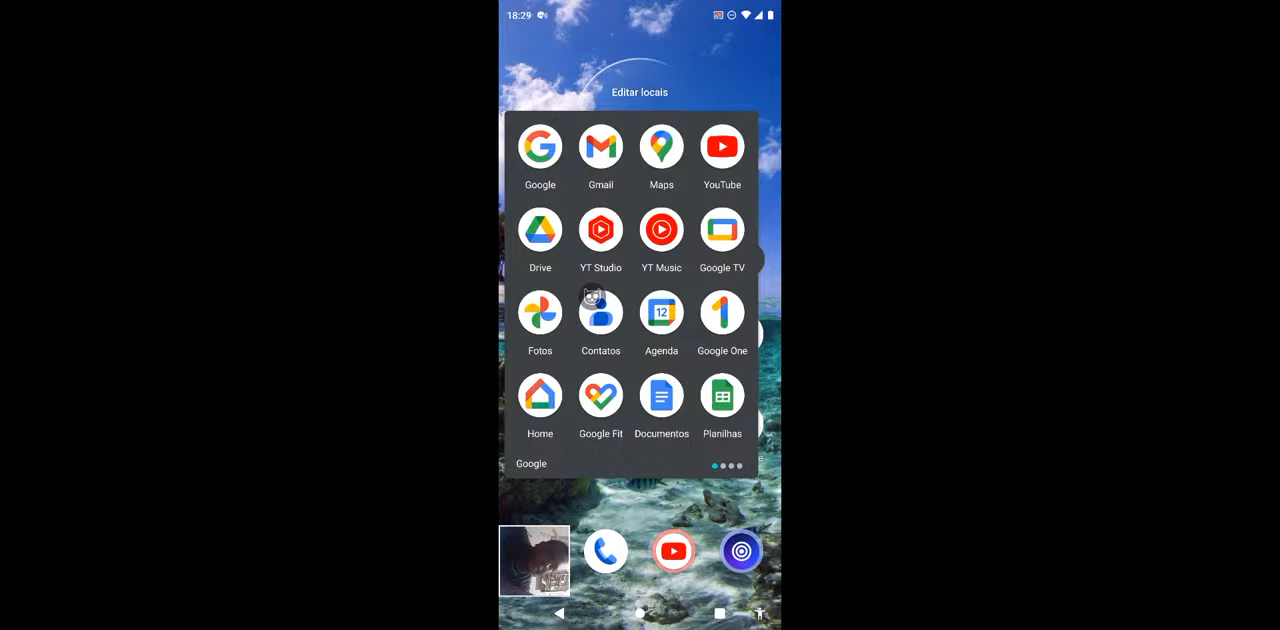 18:29
Editar locais
Google Gmail Maps YouTube
Drive YT Studio YT Music Google TV
12
Fotos Contatos Agenda Google One
Home Google Fit Documentos Planilhas
Google